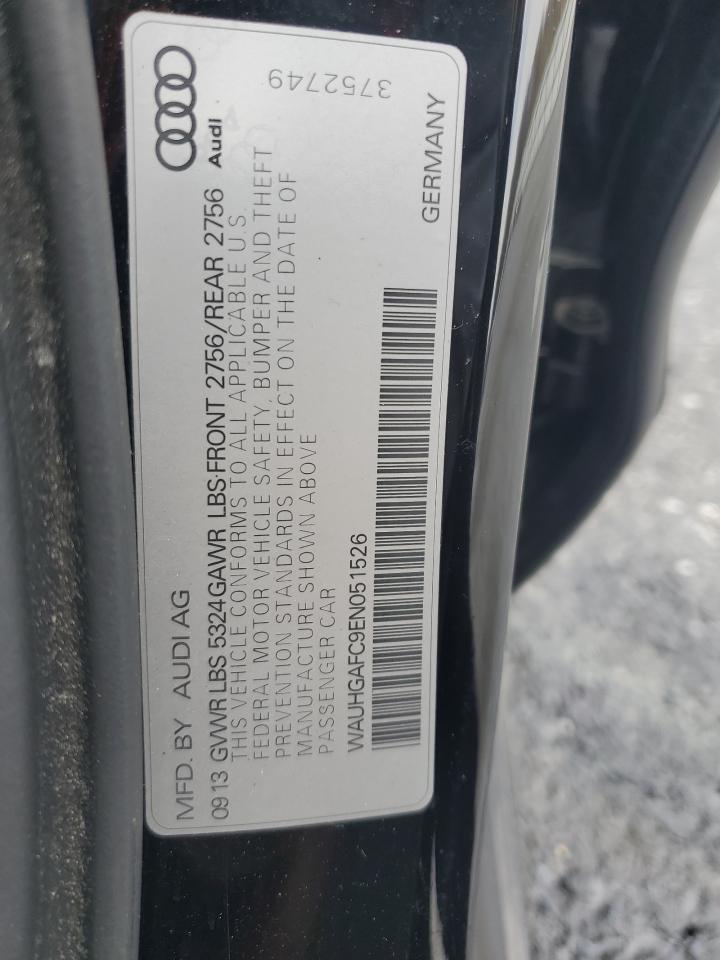 MFD. BY AUDI AG
Audi
09 13 GVWR LBS 5324 GAWR LBS-FRONT 2756/REAR 2756
THIS VEHICLE CONFORMS TO ALL APPLICABLE U.S.
FEDERAL MOTOR VEHICLE SAFETY, BUMPER AND THEFT
PREVENTION STANDARDS IN EFFECT ON THE DATE OF
MANUFACTURE SHOWN ABOVE
PASSENGER CAR
WAUHGAFC9EN051526
GERMANY
3752749